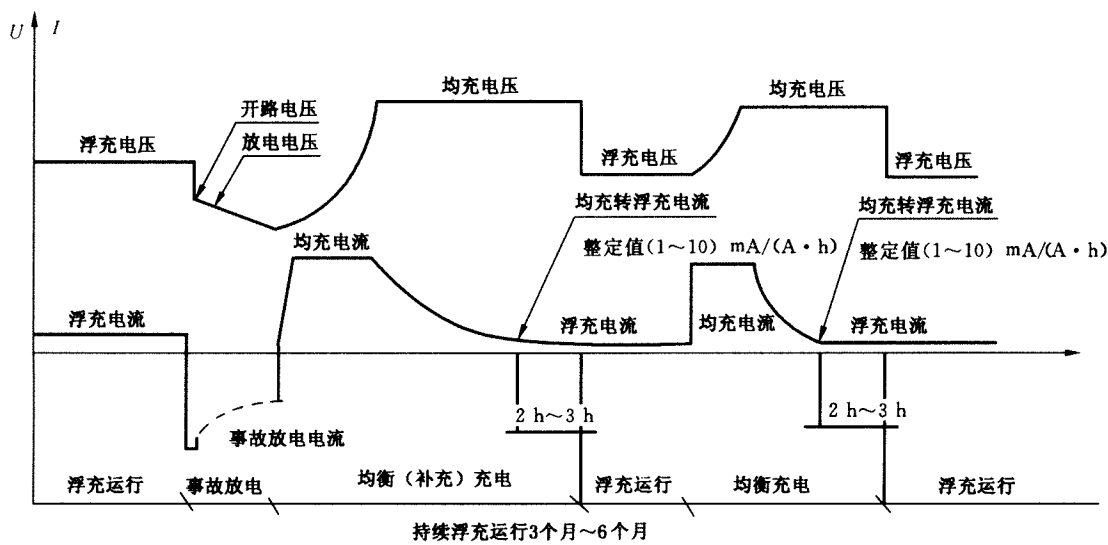 U I
均充电压
均充电压
开路电压
放电电压
浮充电压
浮充电压
浮充电压
均充转浮充电流
整定值(1～10) mA/(A·h)
均充转浮充电流
整定值(1～10) mA/(A·h)
均充电流
浮充电流
浮充电流
均充电流
浮充电流
2 h～3 h
2 h～3 h
事故放电电流
浮充运行
事故放电
均衡（补充）充电
浮充运行
均衡充电
浮充运行
持续浮充运行3个月～6个月